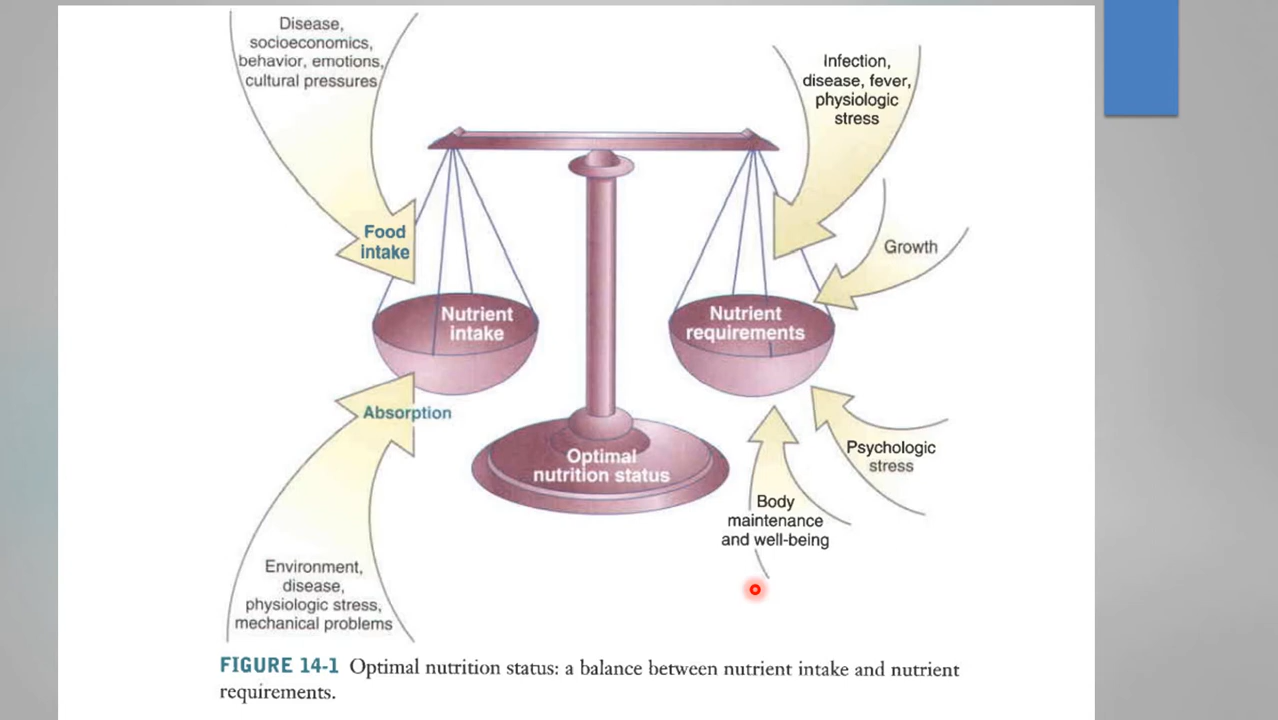 Disease,
socioeconomics,
behavior, emotions,
cultural pressures
Infection,
disease, fever,
physiologic
stress
Food
intake
Growth
Nutrient
intake
Nutrient
requirements
Absorption
Psychologic
stress
Optimal
nutrition status
Body
maintenance
and well-being
Environment,
disease,
physiologic stress,
mechanical problems
FIGURE 14-1 Optimal nutrition status: a balance between nutrient intake and nutrient
requirements.